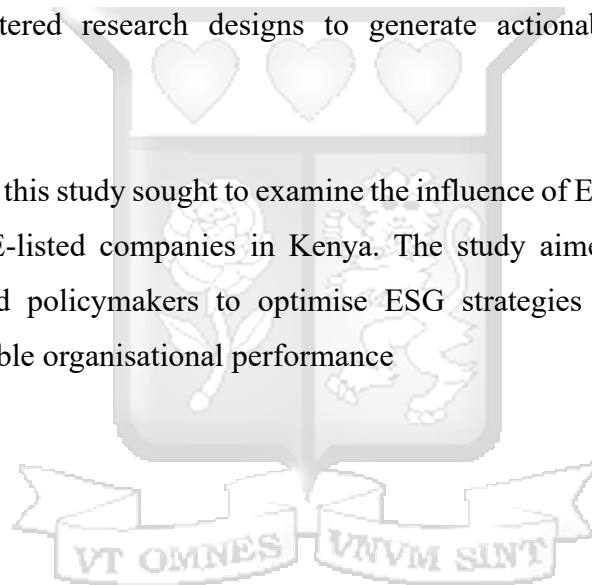 tered research designs to generate actionab
this study sought to examine the influence of E
E-listed companies in Kenya. The study aime
d policymakers to optimise ESG strategies
ble organisational performance
VT OMNES VNVM SINT